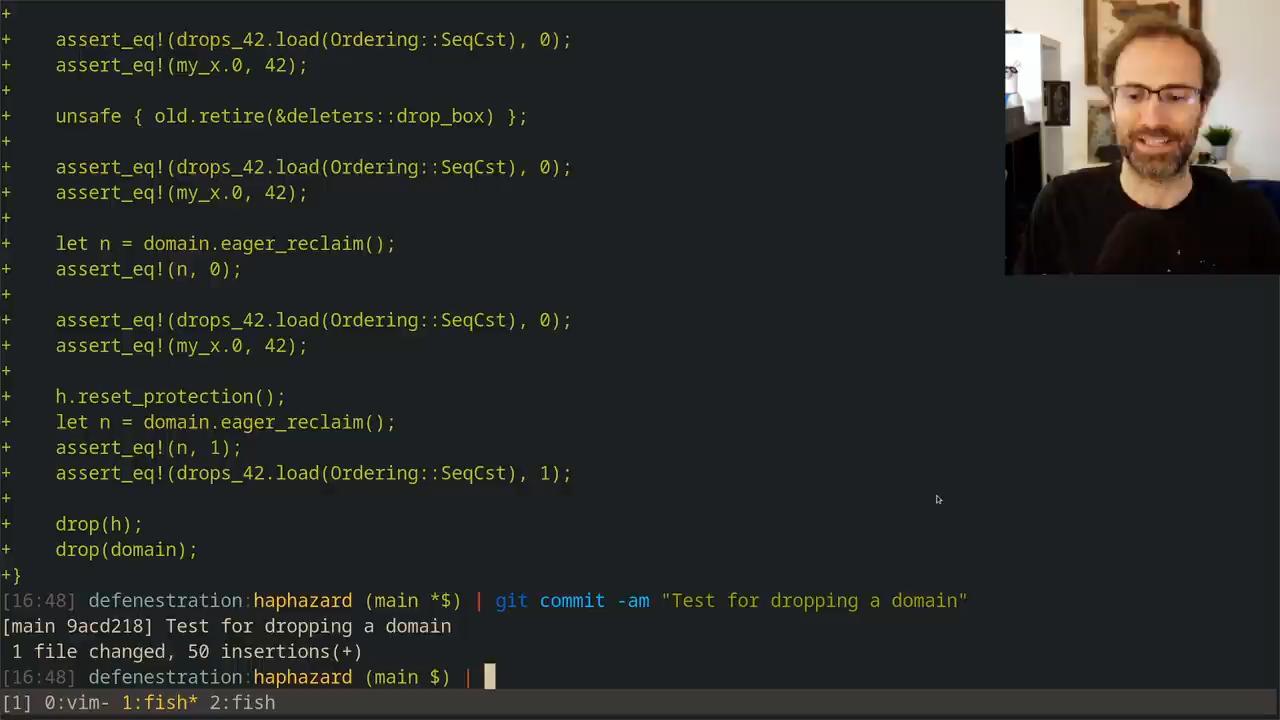 +
+    assert_eq!(drops_42.load(Ordering::SeqCst), 0);
+    assert_eq!(my_x.0, 42);
+
+    unsafe { old.retire(&deleters::drop_box) };
+
+    assert_eq!(drops_42.load(Ordering::SeqCst), 0);
+    assert_eq!(my_x.0, 42);
+
+    let n = domain.eager_reclaim();
+    assert_eq!(n, 0);
+
+    assert_eq!(drops_42.load(Ordering::SeqCst), 0);
+    assert_eq!(my_x.0, 42);
+
+    h.reset_protection();
+    let n = domain.eager_reclaim();
+    assert_eq!(n, 1);
+    assert_eq!(drops_42.load(Ordering::SeqCst), 1);
+
+    drop(h);
+    drop(domain);
+}
[16:48] defenestration:haphazard (main *$) | git commit -am "Test for dropping a domain"
[main 9acd218] Test for dropping a domain
 1 file changed, 50 insertions(+)
[16:48] defenestration:haphazard (main $) |
[1] 0:vim- 1:fish* 2:fish